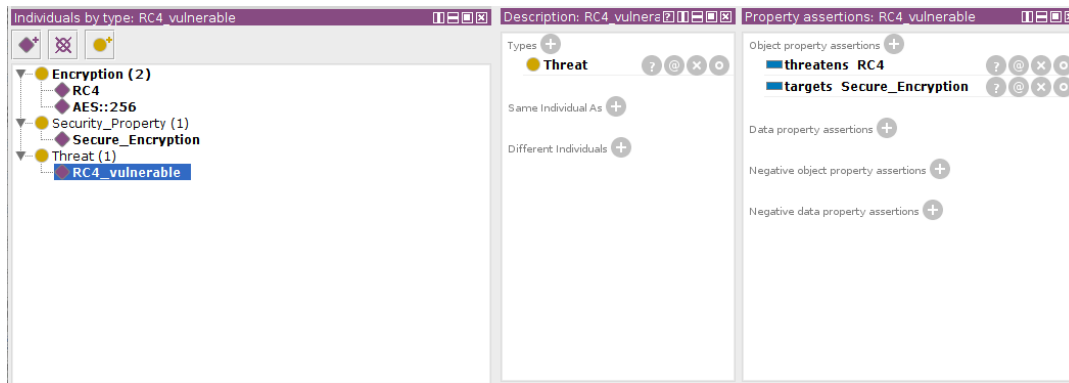 Individuals by type: RC4_vulnerable
Encryption (2)
RC4
AES::256
Security_Property (1)
Secure_Encryption
Threat (1)
RC4_vulnerable
Description: RC4_vulnera
Types
Threat
Same Individual As
Different Individuals
Property assertions: RC4_vulnerable
Object property assertions
threatens RC4
targets Secure_Encryption
Data property assertions
Negative object property assertions
Negative data property assertions